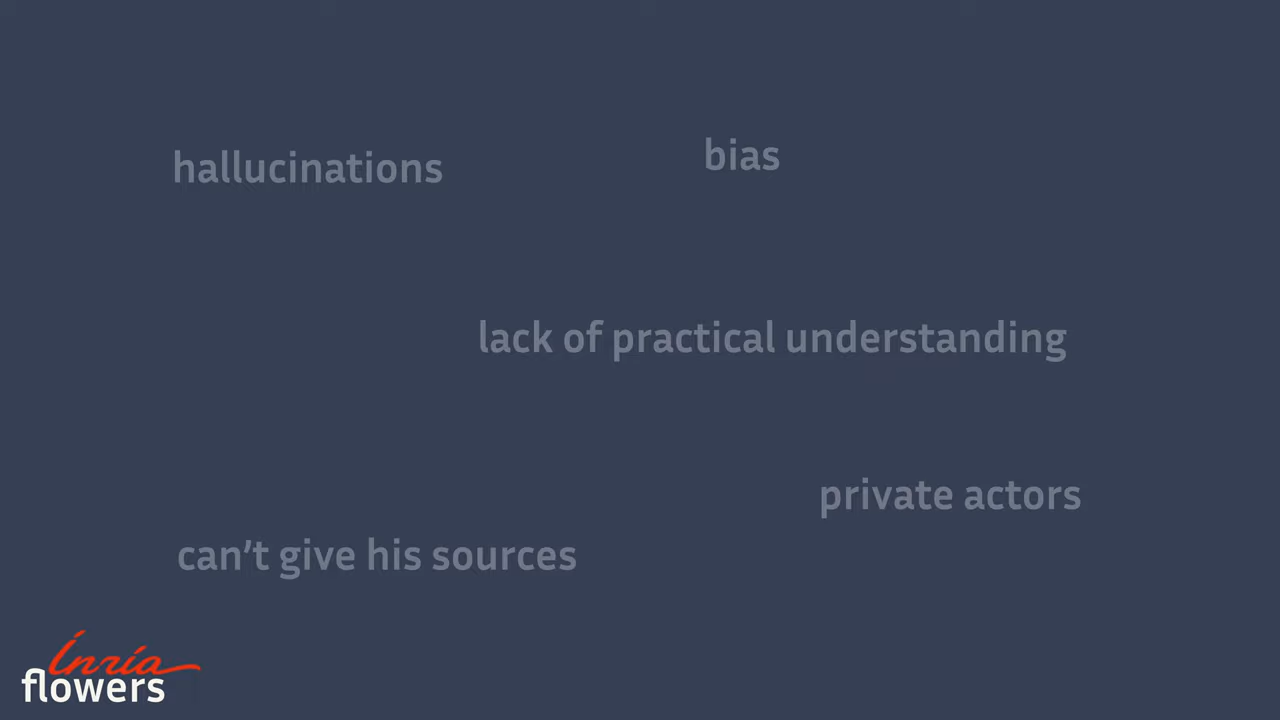 hallucinations
bias
lack of practical understanding
private actors
can’t give his sources
Inria
flowers